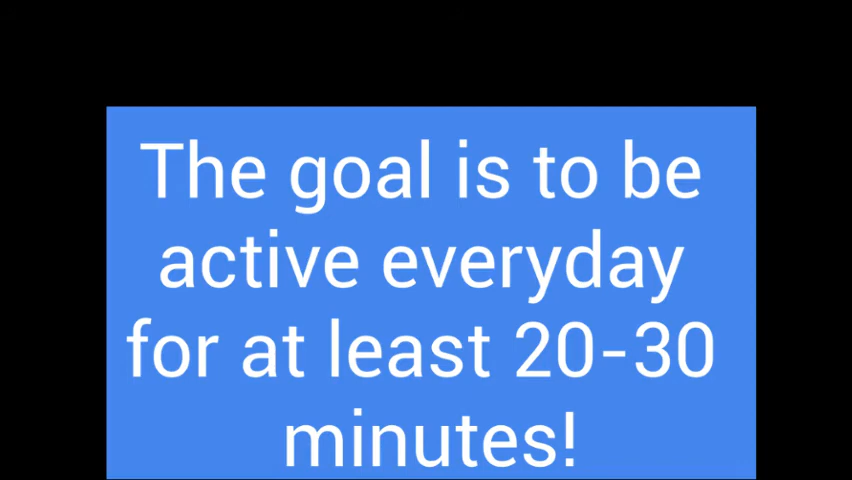 The goal is to be
active everyday
for at least 20-30
minutes!